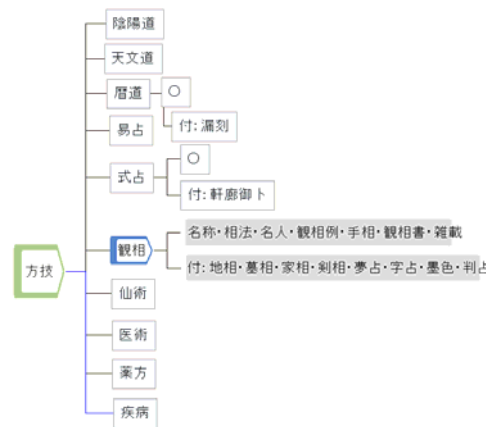 陰陽道
天文道
暦道
○
付: 漏刻
易占
○
式占
付: 軒廊御卜
名称・相法・名人・観相例・手相・観相書・雑載
観相
付: 地相・墓相・家相・剣相・夢占・字占・墨色・判占
方技
仙術
医術
薬方
疾病